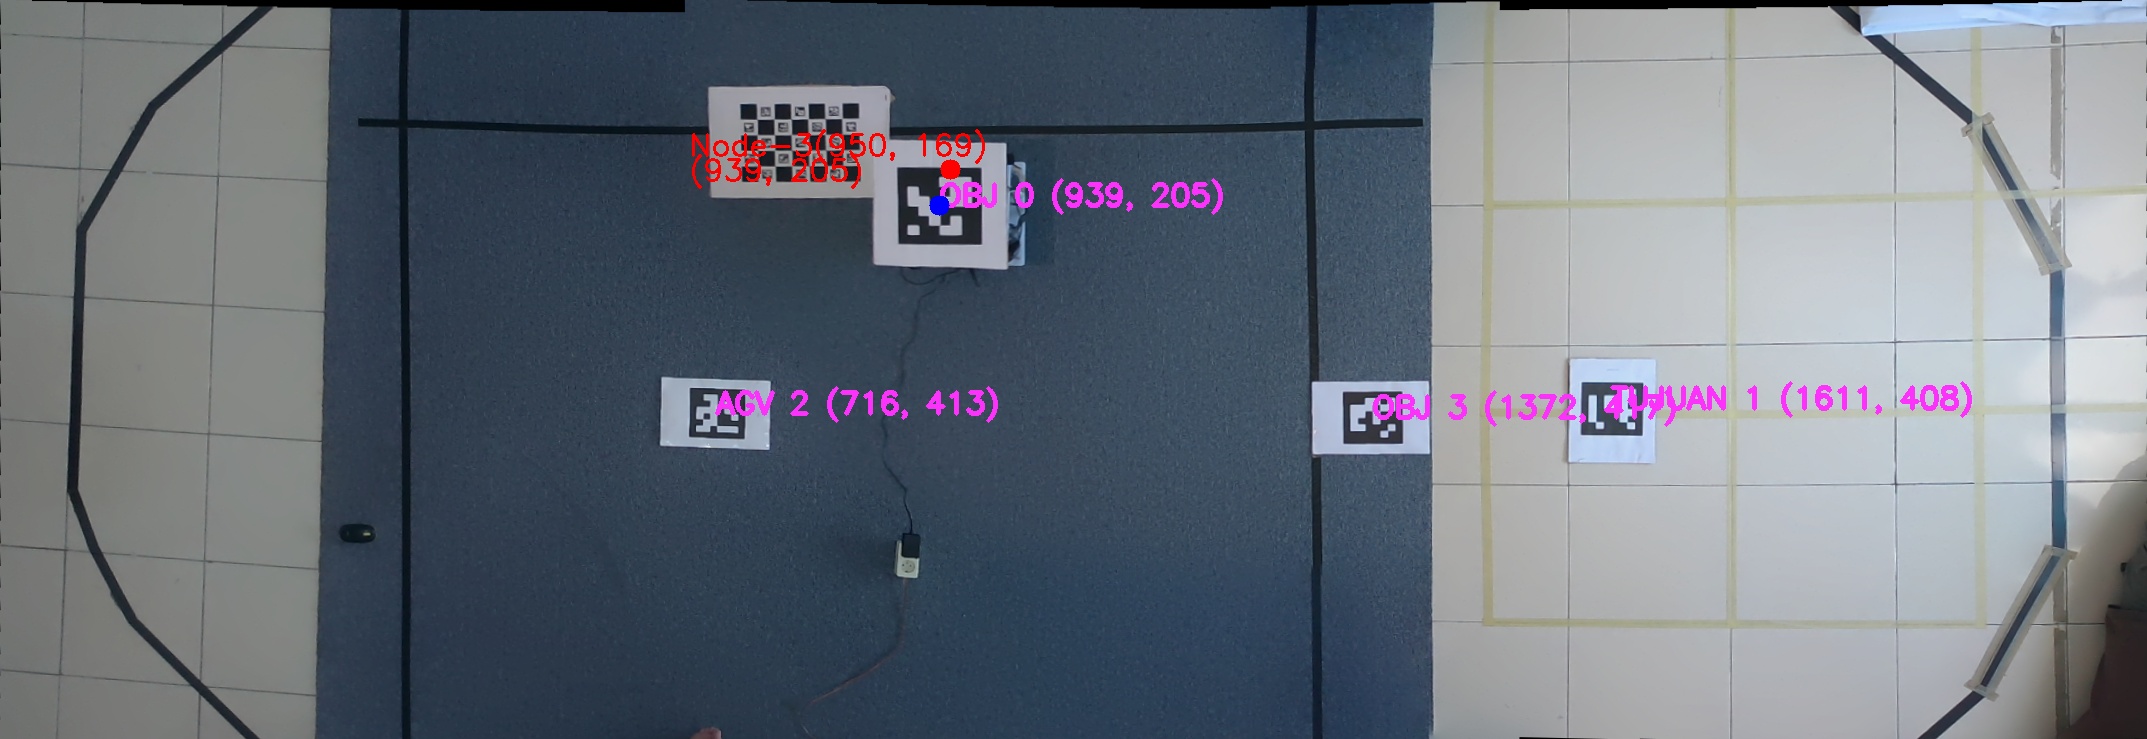 Node-3(950, 169)
(939, 205)
OBJ 0 (939, 205)
AGV 2 (716, 413)
OBJ 3 (1372, 417)
TUJUAN 1 (1611, 408)